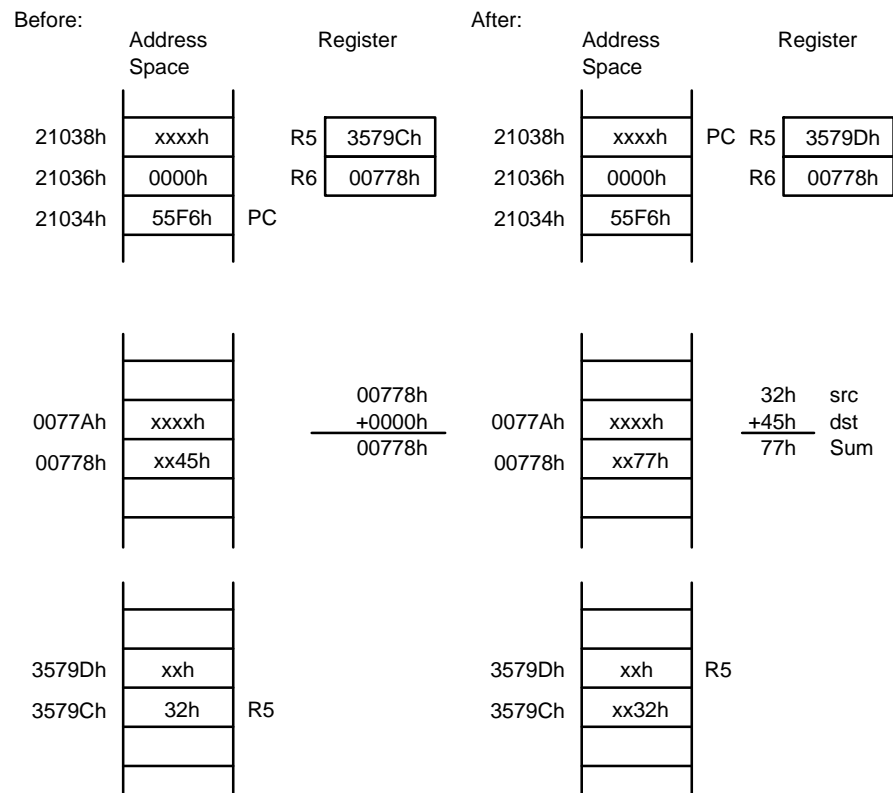 Before:
Address Space
Register
21038h xxxxh R5 3579Ch
21036h 0000h R6 00778h
21034h 55F6h PC
After:
Address Space
Register
21038h xxxxh PC R5 3579Dh
21036h 0000h R6 00778h
21034h 55F6h
00778h
0077Ah xxxxh +0000h
00778h xx45h 00778h
32h src
0077Ah xxxxh +45h dst
00778h xx77h 77h Sum
3579Dh xxh
3579Ch 32h R5
3579Dh xxh R5
3579Ch xx32h